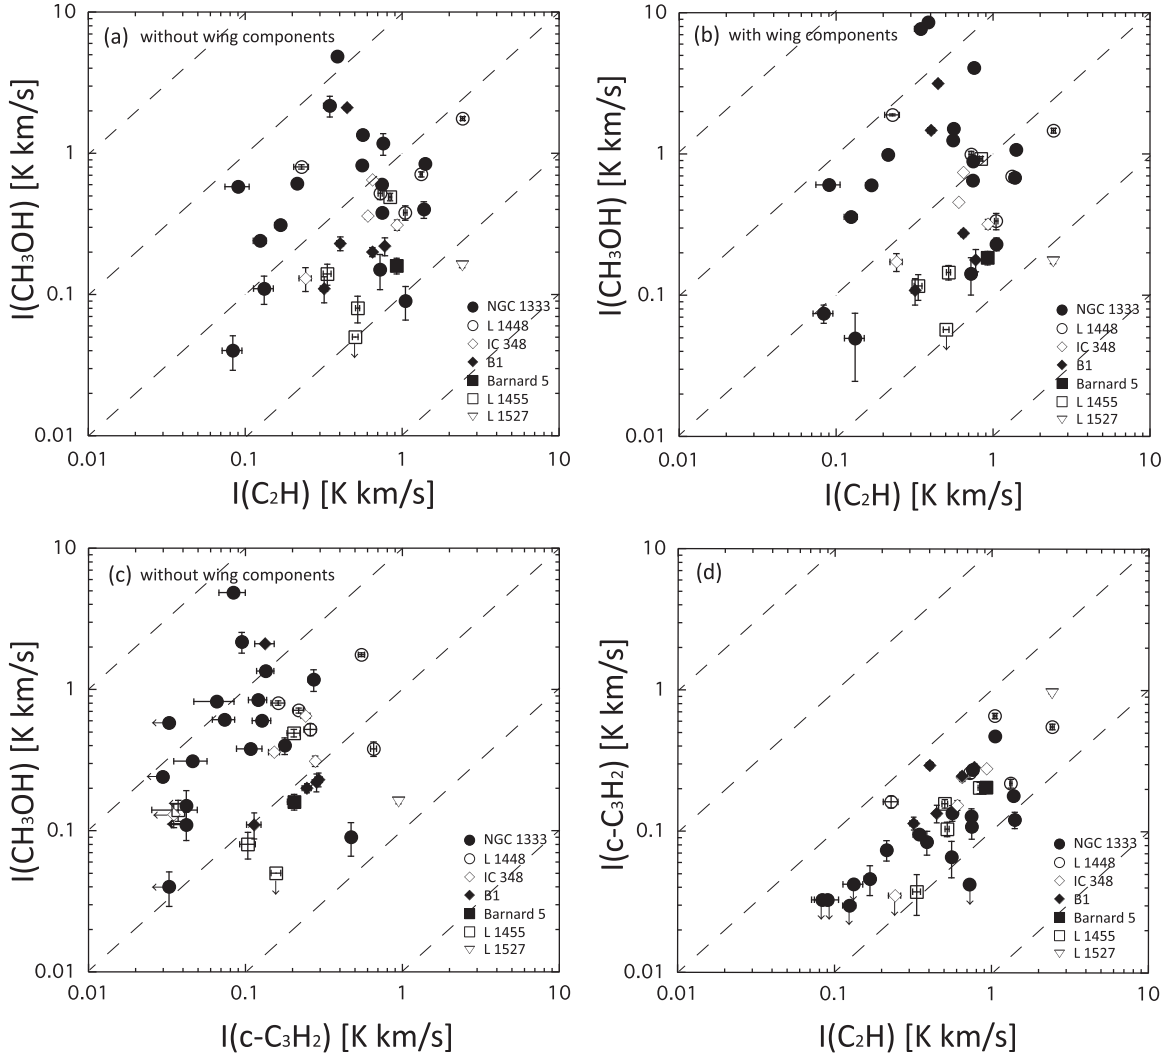 10
(a) without wing components
1
0.1
0.01
I(CH₃OH) [K km/s]
NGC 1333
L 1448
IC 348
B1
Barnard 5
L 1455
L 1527
0.01 0.1 1 10
I(C₂H) [K km/s]
10
(b) with wing components
1
0.1
0.01
I(CH₃OH) [K km/s]
NGC 1333
L 1448
IC 348
B1
Barnard 5
L 1455
L 1527
0.01 0.1 1 10
I(C₂H) [K km/s]
10
(c) without wing components
1
0.1
0.01
I(CH₃OH) [K km/s]
NGC 1333
L 1448
IC 348
B1
Barnard 5
L 1455
L 1527
0.01 0.1 1 10
I(c-C₃H₂) [K km/s]
10
(d)
1
0.1
0.01
I(c-C₃H₂) [K km/s]
NGC 1333
L 1448
IC 348
B1
Barnard 5
L 1455
L 1527
0.01 0.1 1 10
I(C₂H) [K km/s]